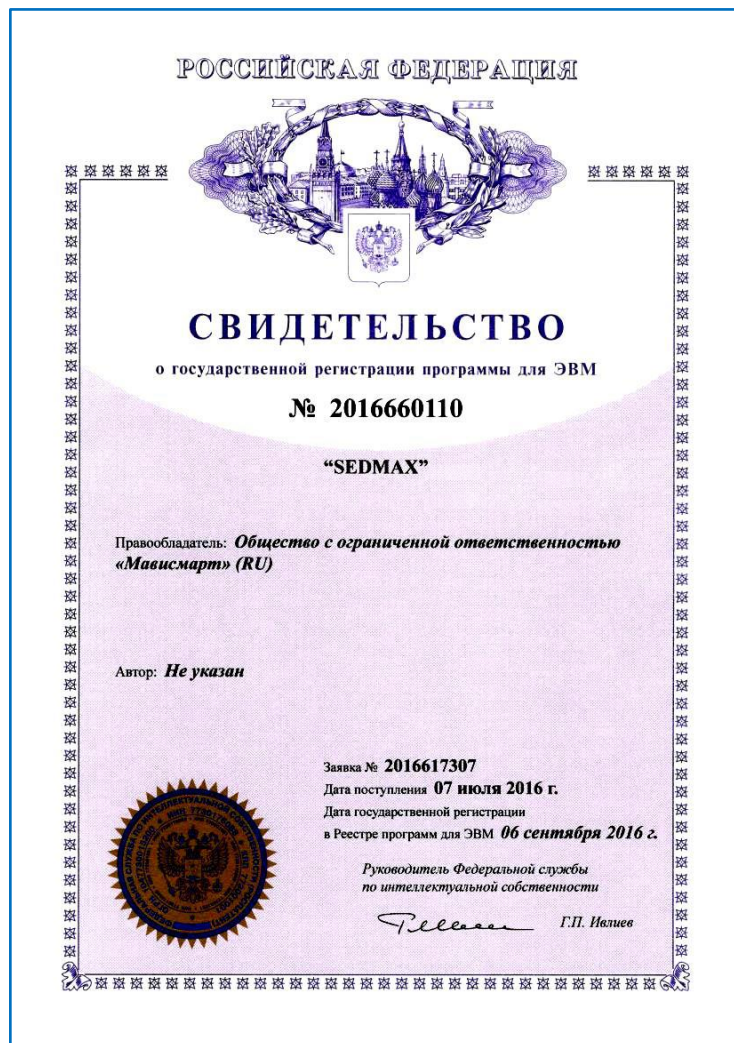 РОССИЙСКАЯ ФЕДЕРАЦИЯ
СВИДЕТЕЛЬСТВО
о государственной регистрации программы для ЭВМ
№ 2016660110
“SEDMAX”
Правообладатель: Общество с ограниченной ответственностью
«Мависмарт» (RU)
Автор: Не указан
Заявка № 2016617307
Дата поступления 07 июля 2016 г.
Дата государственной регистрации
в Реестре программ для ЭВМ 06 сентября 2016 г.
Руководитель Федеральной службы
по интеллектуальной собственности
Г.П. Ивлиев